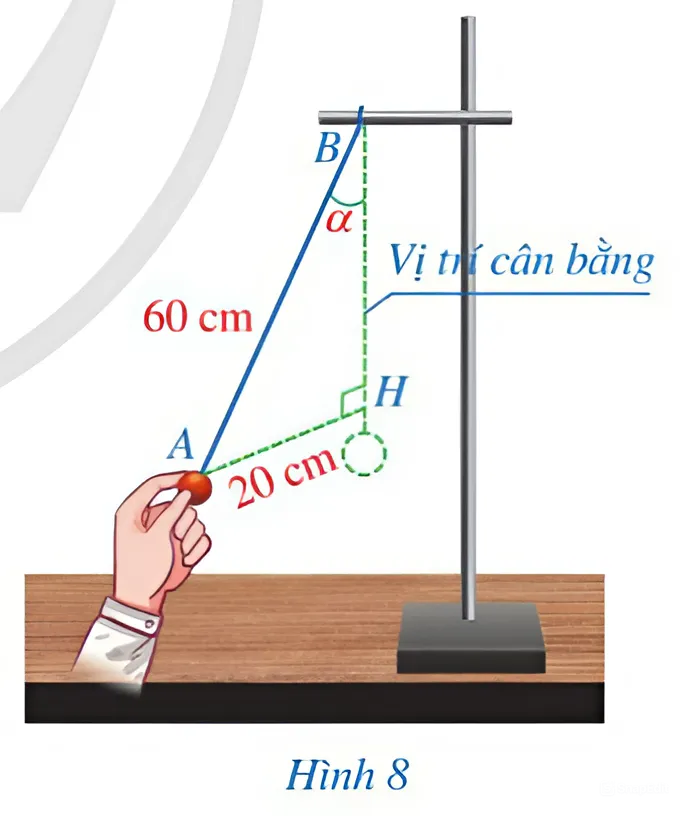 B
α
Vị trí cân bằng
60 cm
H
A
20 cm
Hình 8